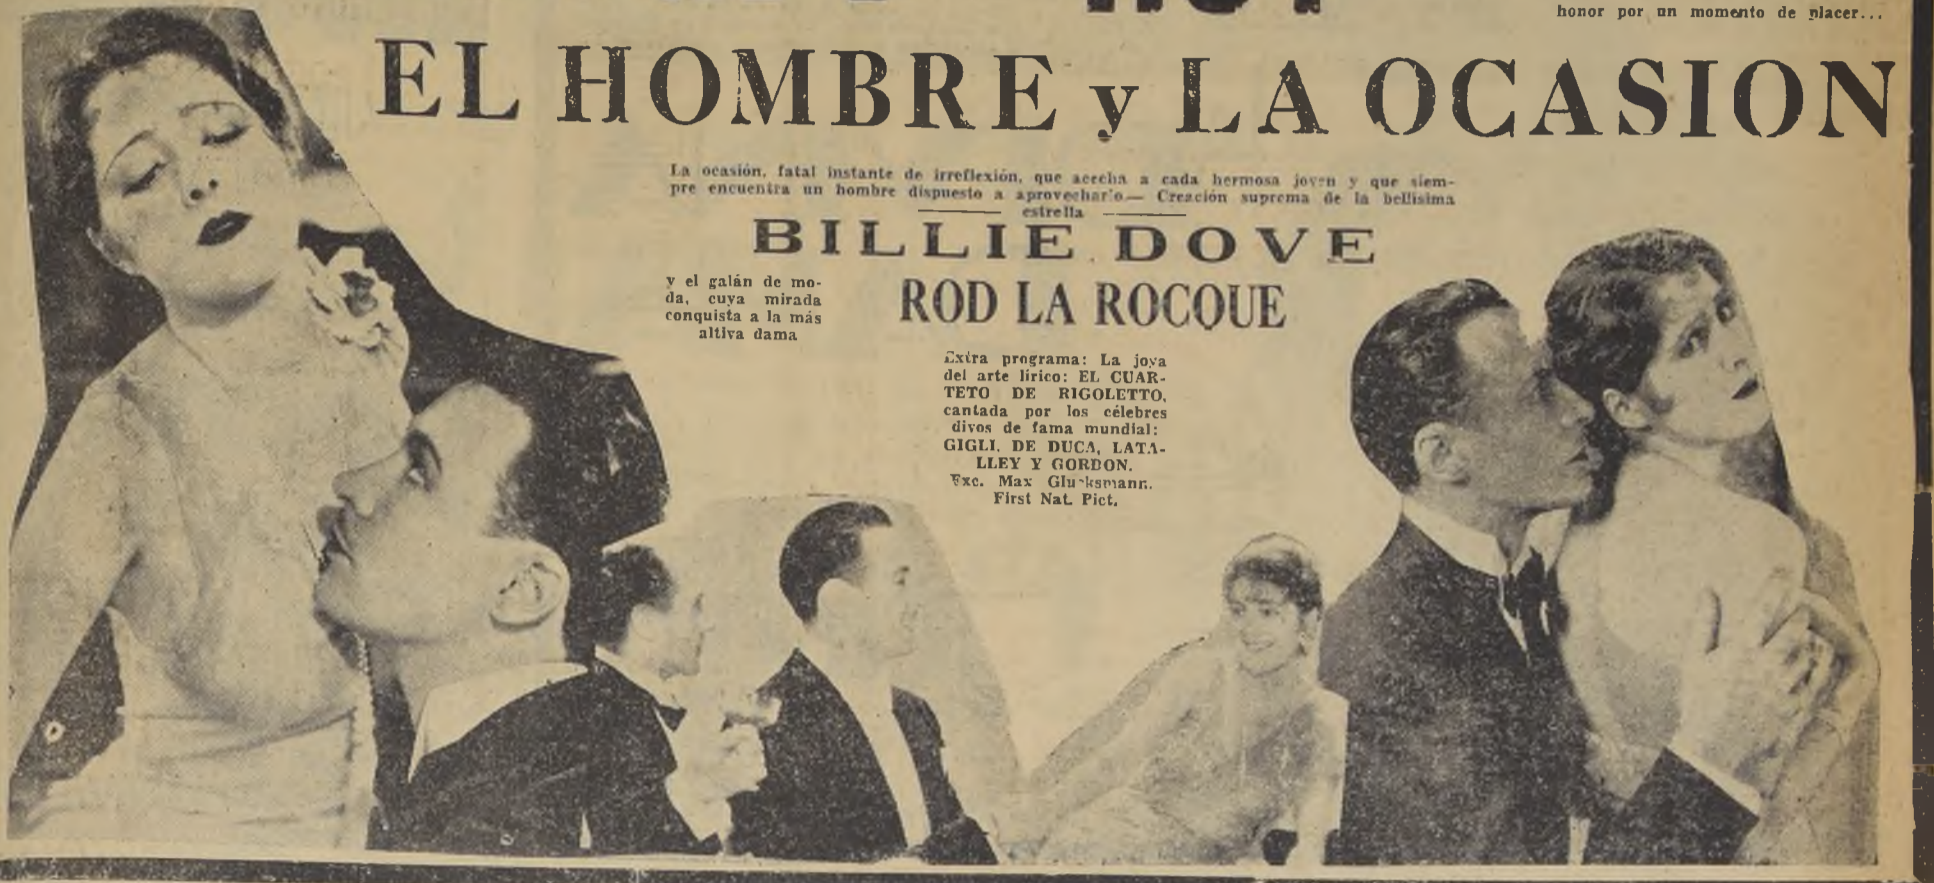 HOY
honor por un momento de placer...
EL HOMBRE y LA OCASION
La ocasión, fatal instante de irreflexión, que acecha a cada hermosa joven y que siem-
pre encuentra un hombre dispuesto a aprovecharlo.— Creación suprema de la bellísima
estrella
BILLIE DOVE
y el galán de mo-
da, cuya mirada
conquista a la más
altiva dama
ROD LA ROCQUE
Extra programa: La joya
del arte lírico: EL CUAR-
TETO DE RIGOLETTO,
cantada por los célebres
divos de fama mundial:
GIGLI, DE DUCA, LATA-
LLEY Y GORDON.
Exc. Max Glucksmann.
First Nat. Pict.